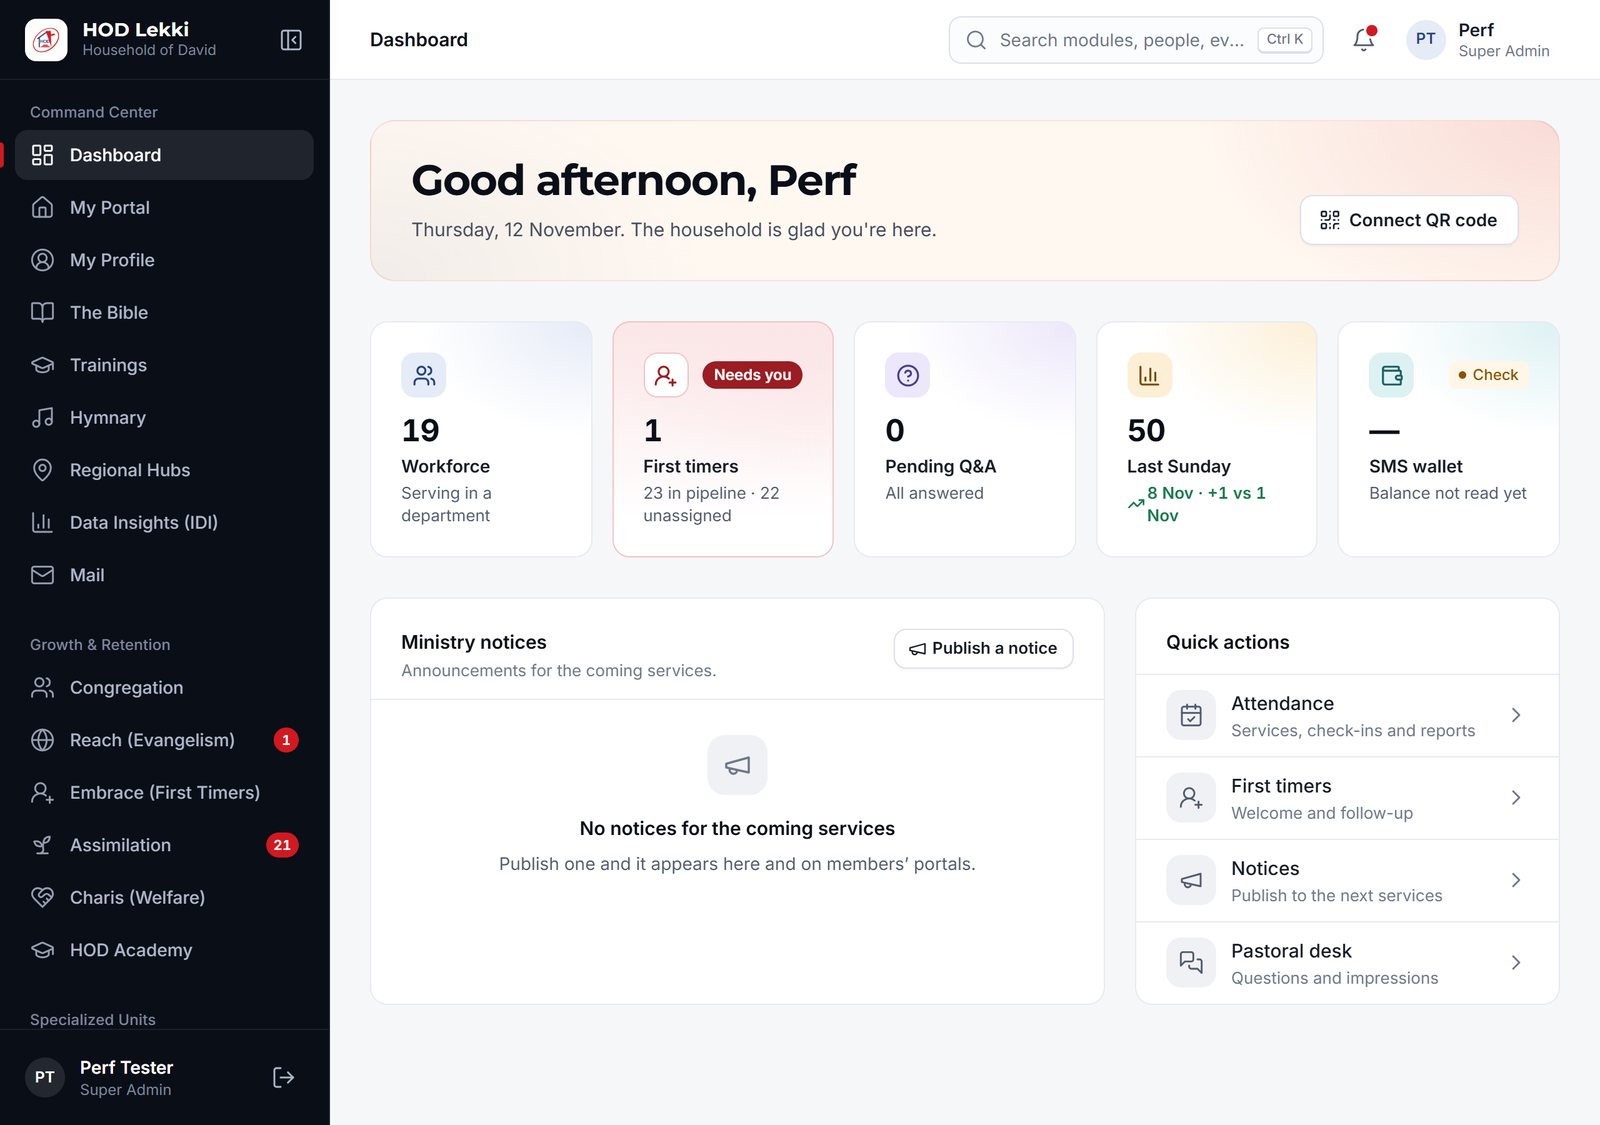 HOD Lekki
Household of David
Command Center
Dashboard
My Portal
My Profile
The Bible
Trainings
Hymnary
Regional Hubs
Data Insights (IDI)
Mail
Growth & Retention
Congregation
Reach (Evangelism) 1
Embrace (First Timers)
Assimilation 21
Charis (Welfare)
HOD Academy
Specialized Units
PT
Perf Tester
Super Admin
Dashboard
Search modules, people, ev... Ctrl K
PT
Perf
Super Admin
Good afternoon, Perf
Thursday, 12 November. The household is glad you're here.
Connect QR code
19
Workforce
Serving in a
department
Needs you
1
First timers
23 in pipeline · 22
unassigned
0
Pending Q&A
All answered
50
Last Sunday
8 Nov · +1 vs 1
Nov
Check
—
SMS wallet
Balance not read yet
Ministry notices
Announcements for the coming services.
Publish a notice
No notices for the coming services
Publish one and it appears here and on members’ portals.
Quick actions
Attendance
Services, check-ins and reports
First timers
Welcome and follow-up
Notices
Publish to the next services
Pastoral desk
Questions and impressions